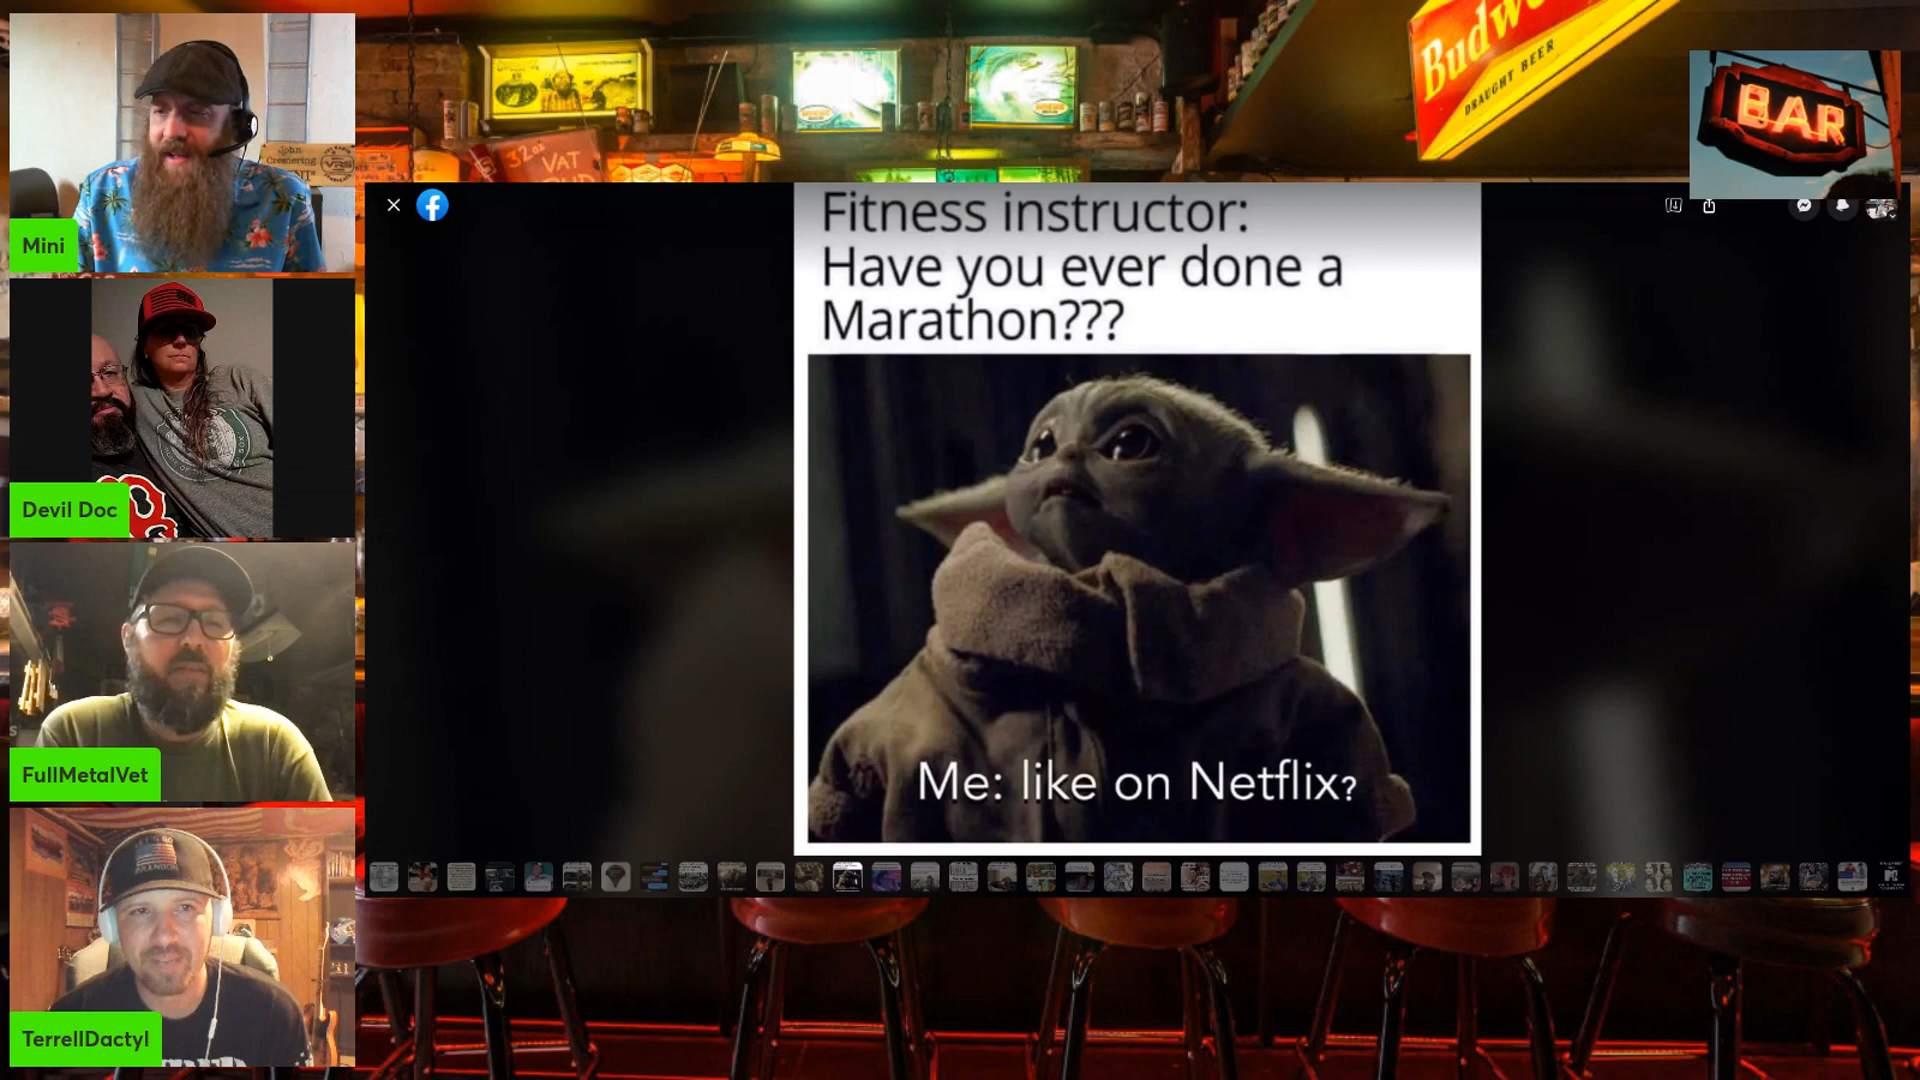 Mini
John
Devil Doc
FullMetalVet
TerrellDactyl
32oz
VAT
Budw
DRAUGHT BEER
BAR
Fitness instructor:
Have you ever done a
Marathon???
Me: like on Netflix?